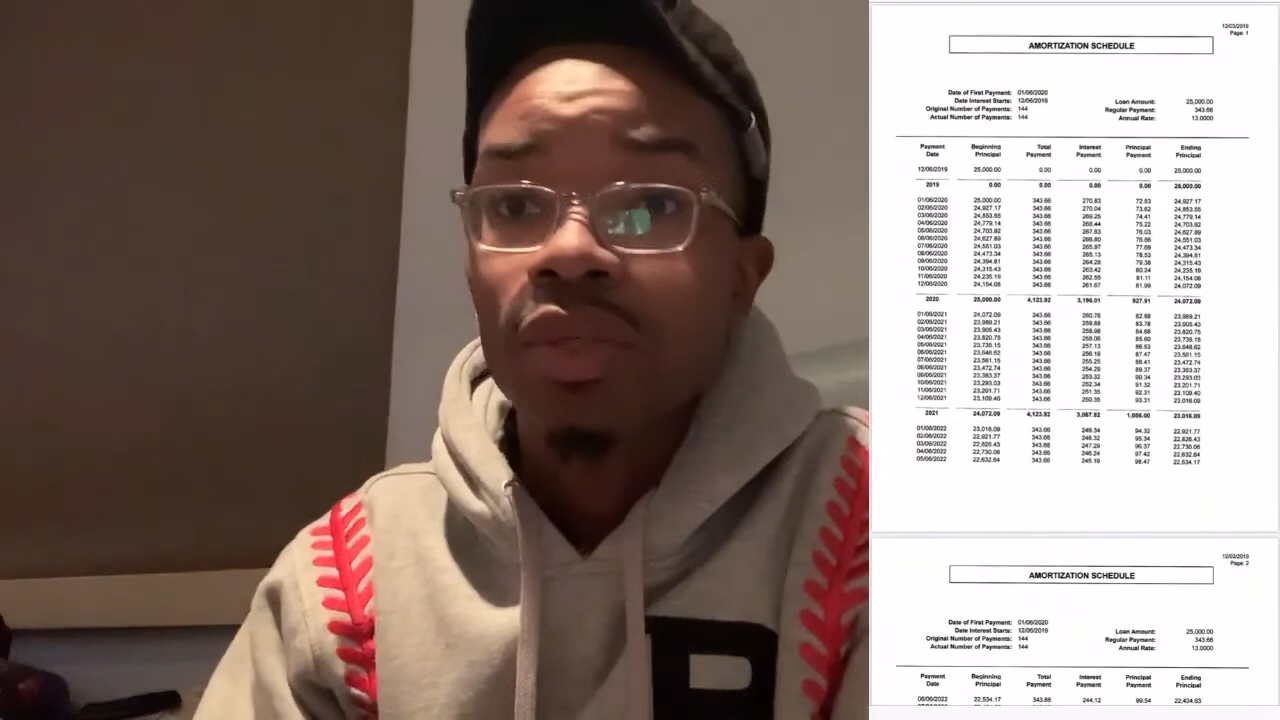 12/03/2019
Page: 1
AMORTIZATION SCHEDULE
Date of First Payment: 01/06/2020
Date Interest Starts: 12/06/2019 Loan Amount: 25,000.00
Original Number of Payments: 144 Regular Payment: 343.66
Actual Number of Payments: 144 Annual Rate: 13.0000
Payment Beginning Total Interest Principal Ending
Date Principal Payment Payment Payment Principal
12/06/2019 25,000.00 0.00 0.00 0.00 25,000.00
2019 0.00 0.00 0.00 0.00 25,000.00
01/06/2020 25,000.00 343.66 270.83 72.83 24,927.17
02/06/2020 24,927.17 343.66 270.04 73.62 24,853.55
03/06/2020 24,853.55 343.66 269.25 74.41 24,779.14
04/06/2020 24,779.14 343.66 268.44 75.22 24,703.92
05/06/2020 24,703.92 343.66 267.63 76.03 24,627.89
06/06/2020 24,627.89 343.66 266.80 76.86 24,551.03
07/06/2020 24,551.03 343.66 265.97 77.69 24,473.34
08/06/2020 24,473.34 343.66 265.13 78.53 24,394.81
09/06/2020 24,394.81 343.66 264.28 79.38 24,315.43
10/06/2020 24,315.43 343.66 263.42 80.24 24,235.19
11/06/2020 24,235.19 343.66 262.55 81.11 24,154.08
12/06/2020 24,154.08 343.66 261.67 81.99 24,072.09
2020 25,000.00 4,123.92 3,196.01 927.91 24,072.09
01/06/2021 24,072.09 343.66 260.78 82.88 23,989.21
02/06/2021 23,989.21 343.66 259.88 83.78 23,905.43
03/06/2021 23,905.43 343.66 258.98 84.68 23,820.75
04/06/2021 23,820.75 343.66 258.06 85.60 23,735.15
05/06/2021 23,735.15 343.66 257.13 86.53 23,648.62
06/06/2021 23,648.62 343.66 256.19 87.47 23,561.15
07/06/2021 23,561.15 343.66 255.25 88.41 23,472.74
08/06/2021 23,472.74 343.66 254.29 89.37 23,383.37
09/06/2021 23,383.37 343.66 253.32 90.34 23,293.03
10/06/2021 23,293.03 343.66 252.34 91.32 23,201.71
11/06/2021 23,201.71 343.66 251.35 92.31 23,109.40
12/06/2021 23,109.40 343.66 250.35 93.31 23,016.09
2021 24,072.09 4,123.92 3,067.92 1,056.00 23,016.09
01/06/2022 23,016.09 343.66 249.34 94.32 22,921.77
02/06/2022 22,921.77 343.66 248.32 95.34 22,826.43
03/06/2022 22,826.43 343.66 247.29 96.37 22,730.06
04/06/2022 22,730.06 343.66 246.24 97.42 22,632.64
05/06/2022 22,632.64 343.66 245.19 98.47 22,534.17
12/03/2019
Page: 2
AMORTIZATION SCHEDULE
Date of First Payment: 01/06/2020
Date Interest Starts: 12/06/2019 Loan Amount: 25,000.00
Original Number of Payments: 144 Regular Payment: 343.66
Actual Number of Payments: 144 Annual Rate: 13.0000
Payment Beginning Total Interest Principal Ending
Date Principal Payment Payment Payment Principal
06/06/2022 22,534.17 343.66 244.12 99.54 22,434.63